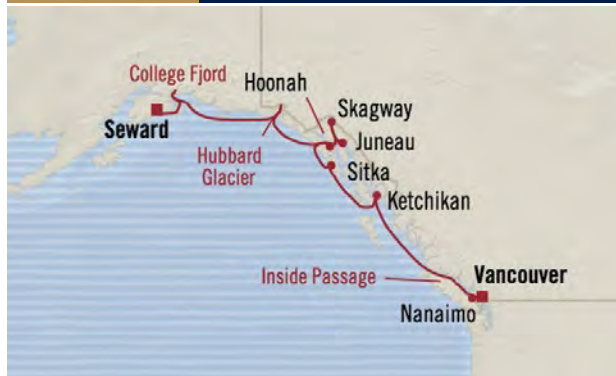 College Fjord
Hoonah
Skagway
Seward
Juneau
Hubbard
Glacier
Sitka
Ketchikan
Inside Passage
Vancouver
Nanaimo